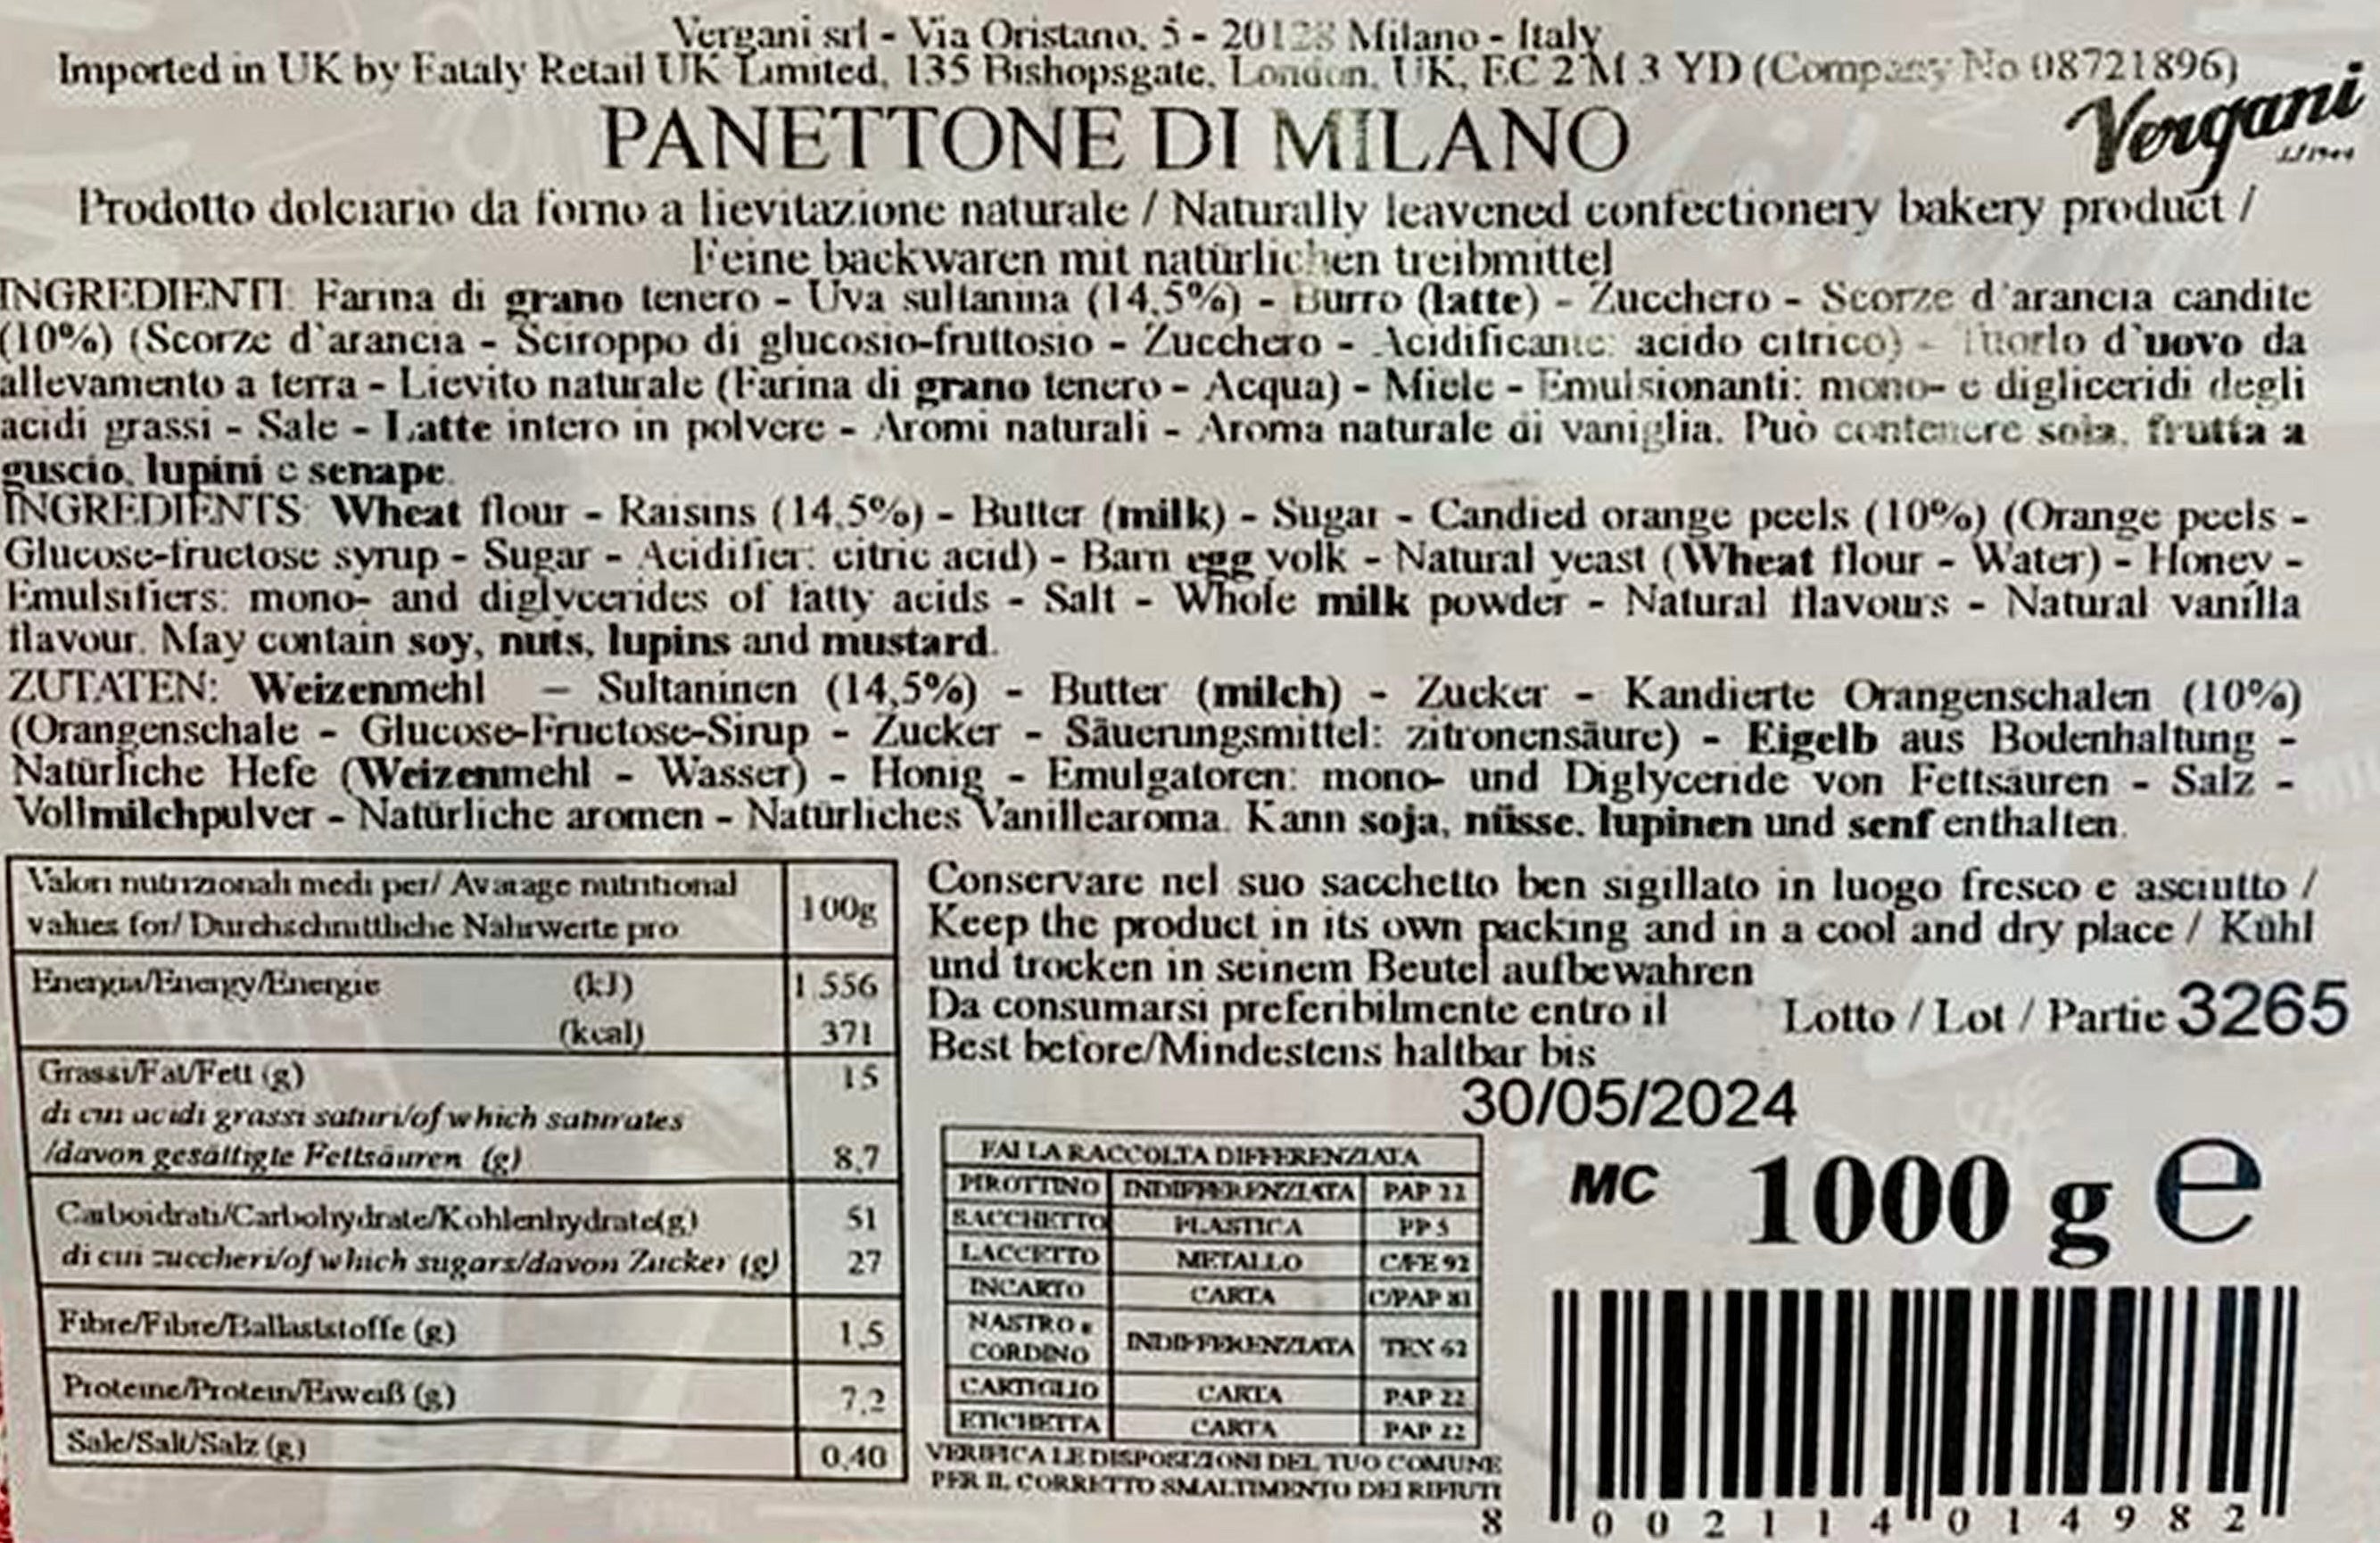 Vergani srl - Via Oristano, 5 - 20128 Milano - Italy
Imported in UK by Eataly Retail UK Limited, 135 Bishopsgate, London, UK, EC 2 M 3 YD (Company No 08721896)
Vergani
PANETTONE DI MILANO
Prodotto dolciario da forno a lievitazione naturale / Naturally leavened confectionery bakery product /
Feine backwaren mit natürlichen treibmittel
INGREDIENTI: Farina di grano tenero - Uva sultanina (14,5%) - Burro (latte) - Zucchero - Scorze d'arancia candite
(10%) (Scorze d'arancia - Sciroppo di glucosio-fruttosio - Zucchero - Acidificante: acido citrico) - Tuorlo d'uovo da
allevamento a terra - Lievito naturale (Farina di grano tenero - Acqua) - Miele - Emulsionanti: mono- e digliceridi degli
acidi grassi - Sale - Latte intero in polvere - Aromi naturali - Aroma naturale di vaniglia. Può contenere soia, frutta a
guscio, lupini e senape.
INGREDIENTS: Wheat flour - Raisins (14,5%) - Butter (milk) - Sugar - Candied orange peels (10%) (Orange peels -
Glucose-fructose syrup - Sugar - Acidifier: citric acid) - Barn egg yolk - Natural yeast (Wheat flour - Water) - Honey -
Emulsifiers: mono- and diglycerides of fatty acids - Salt - Whole milk powder - Natural flavours - Natural vanilla
flavour. May contain soy, nuts, lupins and mustard.
ZUTATEN: Weizenmehl – Sultaninen (14,5%) - Butter (milch) - Zucker - Kandierte Orangenschalen (10%)
(Orangenschale - Glucose-Fructose-Sirup - Zucker - Säuerungsmittel: zitronensäure) - Eigelb aus Bodenhaltung -
Natürliche Hefe (Weizenmehl - Wasser) - Honig - Emulgatoren: mono- und Diglyceride von Fettsäuren - Salz -
Vollmilchpulver - Natürliche aromen - Natürliches Vanillearoma. Kann soja, nüsse, lupinen und senf enthalten.
Valori nutrizionali medi per/ Avarage nutritional
values for/ Durchschnittliche Nahrwerte pro
100g
Energia/Energy/Energie (kJ) 1 556
(kcal) 371
Grassi/Fat/Fett (g) 15
di cui acidi grassi saturi/of which saturates
/davon gesättigte Fettsäuren (g) 8,7
Carboidrati/Carbohydrate/Kohlenhydrate(g) 51
di cui zuccheri/of which sugars/davon Zucker (g) 27
Fibre/Fibre/Ballaststoffe (g) 1,5
Proteine/Protein/Eiweiß (g) 7,2
Sale/Salt/Salz (g) 0,40
Conservare nel suo sacchetto ben sigillato in luogo fresco e asciutto /
Keep the product in its own packing and in a cool and dry place / Kühl
und trocken in seinem Beutel aufbewahren
Da consumarsi preferibilmente entro il
Best before/Mindestens haltbar bis
Lotto / Lot / Partie 3265
30/05/2024
FAI LA RACCOLTA DIFFERENZIATA
PIROTTINO INDIFFERENZIATA PAP 22
SACCHETTO PLASTICA PP 5
LACCETTO METALLO C/FE 92
INCARTO CARTA C/PAP 81
NASTRO e
CORDINO INDIFFERENZIATA TEX 62
CARTIGLIO CARTA PAP 22
ETICHETTA CARTA PAP 22
VERIFICA LE DISPOSIZIONI DEL TUO COMUNE
PER IL CORRETTO SMALTIMENTO DEI RIFIUTI
MC 1000 g e
8 002114 014982